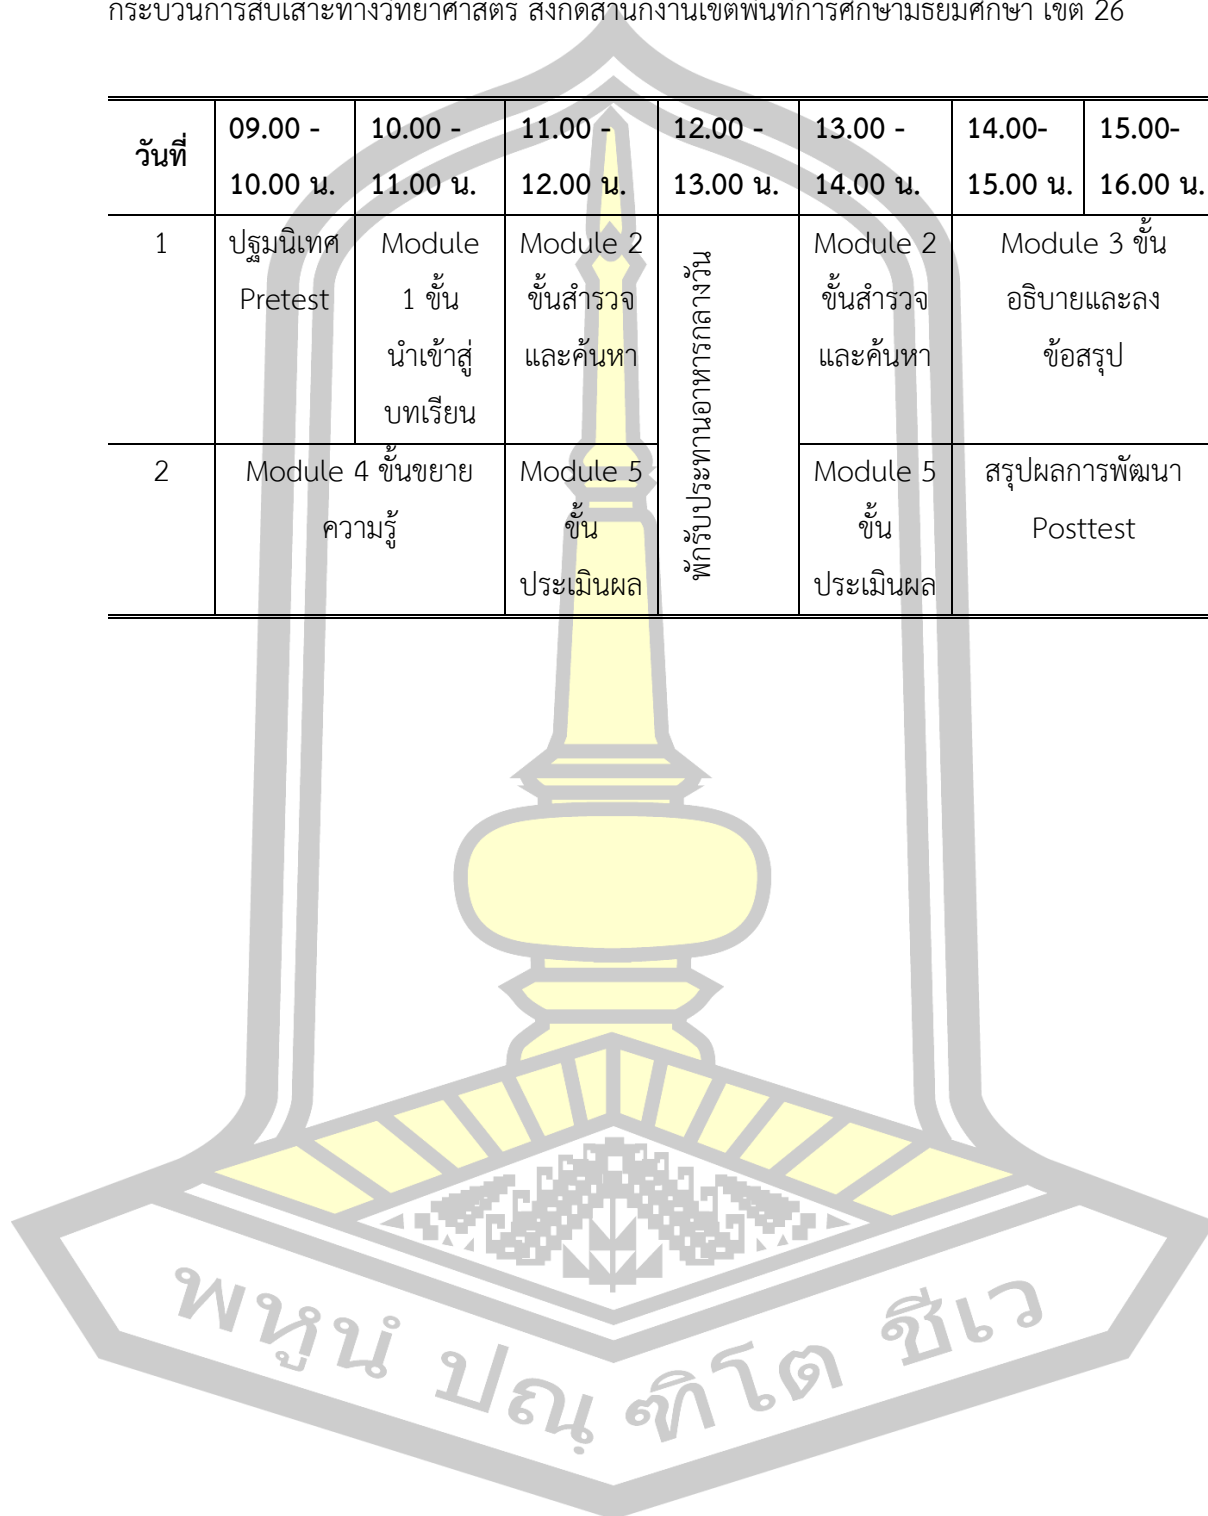 กระบวนการสืบเสาะทางวิทยาศาสตร์ สังกัดสำนักงานเขตพื้นที่การศึกษามัธยมศึกษา เขต 26
วันที่ 09.00 - 10.00 - 11.00 - 12.00 - 13.00 - 14.00- 15.00-
10.00 น. 11.00 น. 12.00 น. 13.00 น. 14.00 น. 15.00 น. 16.00 น.
1 ปฐมนิเทศ Module Module 2 Module 2 Module 3 ขั้น
Pretest 1 ขั้น ขั้นสำรวจ ขั้นสำรวจ อธิบายและลง
นำเข้าสู่ และค้นหา และค้นหา ข้อสรุป
บทเรียน
พักรับประทานอาหารกลางวัน
2 Module 4 ขั้นขยาย Module 5 Module 5 สรุปผลการพัฒนา
ความรู้ ขั้น ขั้น Posttest
ประเมินผล ประเมินผล
พหูนํ ปณฺฑิโต ชีเว